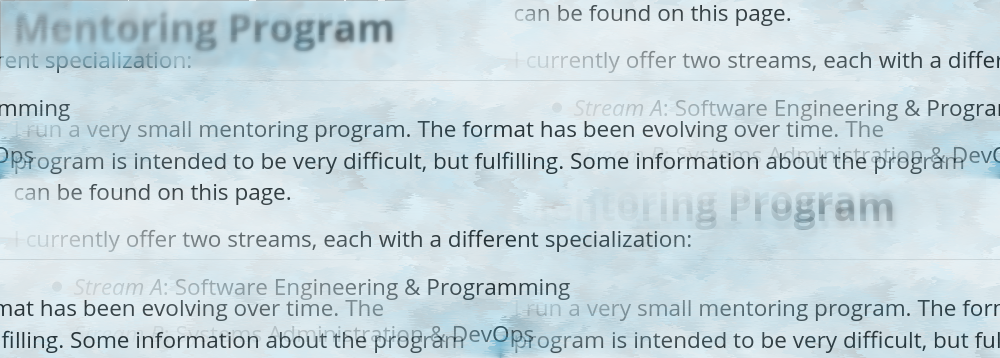 Mentoring Program
can be found on this page.
rent specialization:
I currently offer two streams, each with a differ
mming
Stream A: Software Engineering & Program
I run a very small mentoring program. The format has been evolving over time. The
Ops
program is intended to be very difficult, but fulfilling. Some information about the program
Stream B: Systems Administration & DevO
can be found on this page.
Mentoring Program
I currently offer two streams, each with a different specialization:
Stream A: Software Engineering & Programming
mat has been evolving over time. The
I run a very small mentoring program. The form
Stream B: Systems Administration & DevOps
filling. Some information about the program
program is intended to be very difficult, but ful